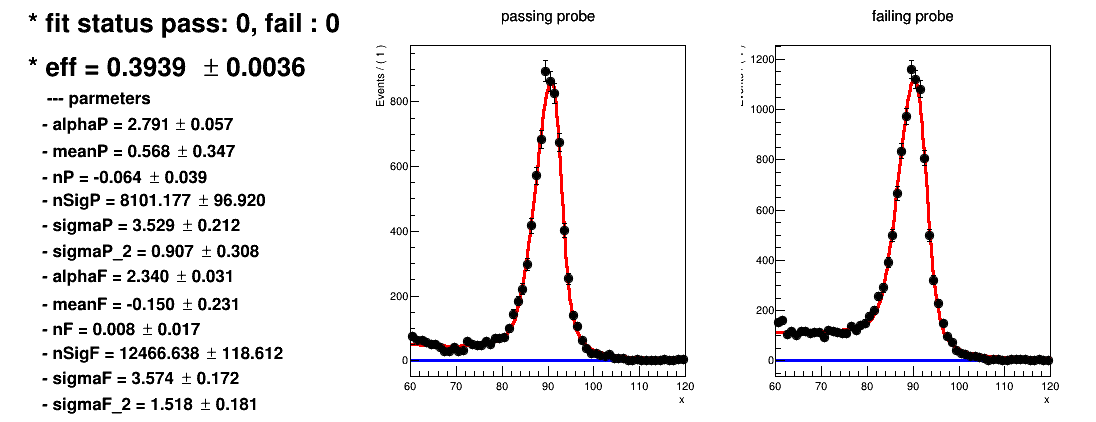 * fit status pass: 0, fail : 0
* eff = 0.3939 ± 0.0036
--- parmeters
- alphaP = 2.791 ± 0.057
- meanP = 0.568 ± 0.347
- nP = -0.064 ± 0.039
- nSigP = 8101.177 ± 96.920
- sigmaP = 3.529 ± 0.212
- sigmaP_2 = 0.907 ± 0.308
- alphaF = 2.340 ± 0.031
- meanF = -0.150 ± 0.231
- nF = 0.008 ± 0.017
- nSigF = 12466.638 ± 118.612
- sigmaF = 3.574 ± 0.172
- sigmaF_2 = 1.518 ± 0.181
passing probe
Events / ( 1 )
800
600
400
200
0
60 70 80 90 100 110 120
x
failing probe
1200
1000
800
600
400
200
0
60 70 80 90 100 110 120
x